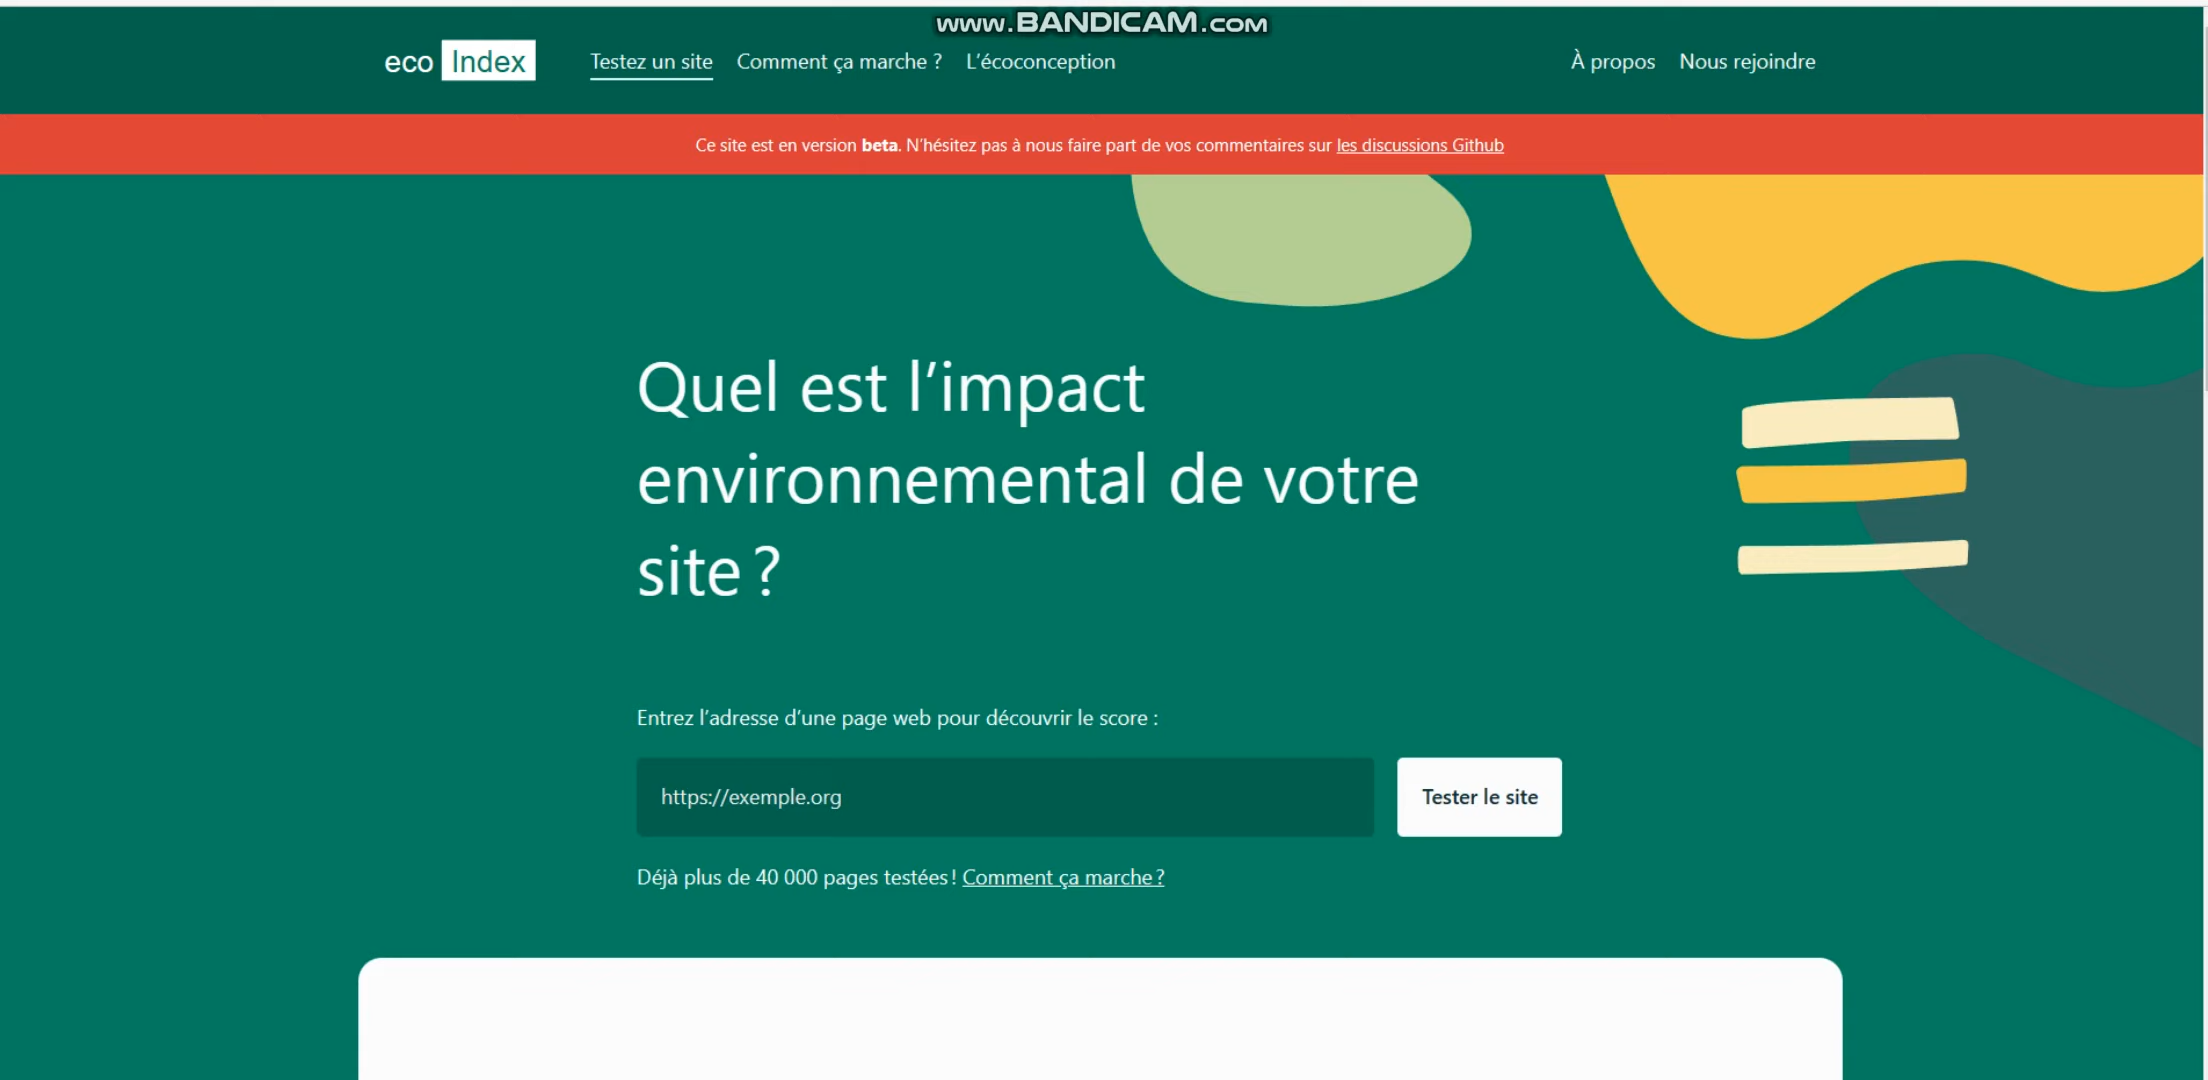 www.BANDICAM.com
eco Index Testez un site Comment ça marche ? L'écoconception À propos Nous rejoindre
Ce site est en version beta. N'hésitez pas à nous faire part de vos commentaires sur les discussions Github
Quel est l'impact
environnemental de votre
site ?
Entrez l'adresse d'une page web pour découvrir le score :
https://exemple.org Tester le site
Déjà plus de 40 000 pages testées ! Comment ça marche ?